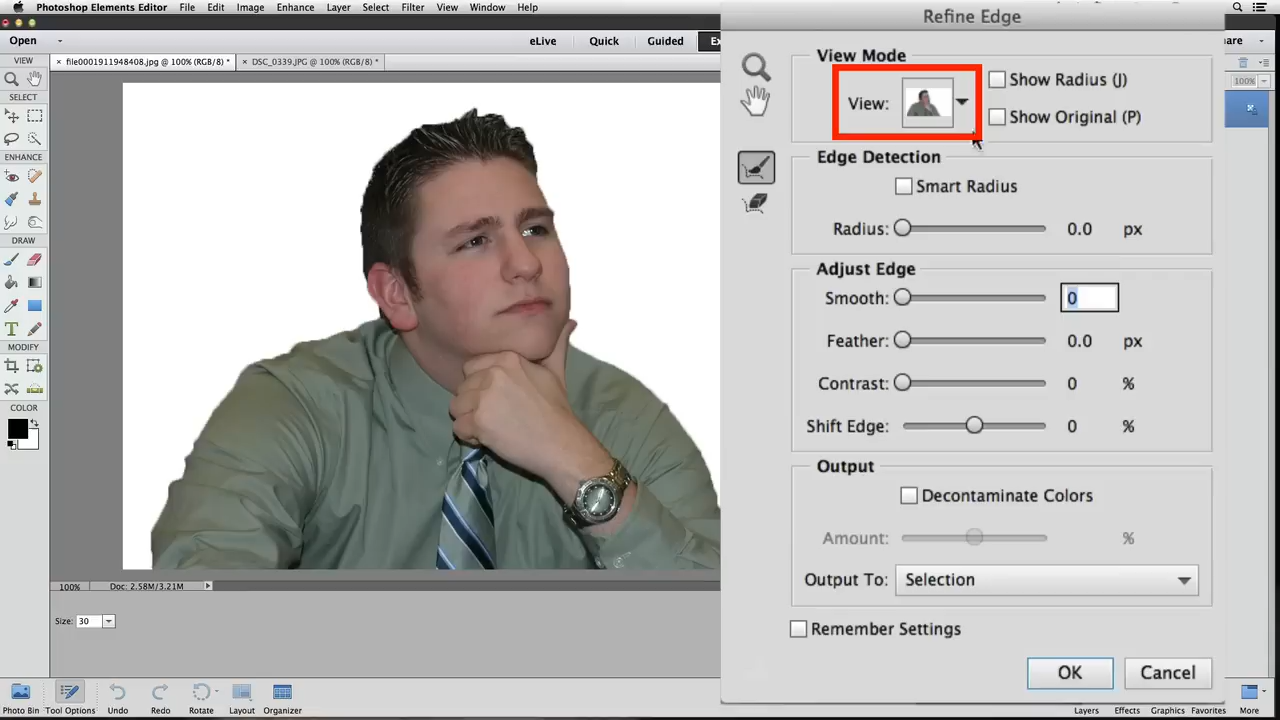 Photoshop Elements Editor File Edit Image Enhance Layer Select Filter View Window Help
Open eLive Quick Guided
× file0001911948408.jpg @ 100% (RGB/8) * × DSC_0339.JPG @ 100% (RGB/8) *
VIEW
SELECT
ENHANCE
DRAW
T
MODIFY
COLOR
100% Doc: 2.58M/3.21M
Size: 30
Photo Bin Tool Options Undo Redo Rotate Layout Organizer
Refine Edge
View Mode
View: Show Radius (J)
Show Original (P)
Edge Detection
Smart Radius
Radius: 0.0 px
Adjust Edge
Smooth: 0
Feather: 0.0 px
Contrast: 0 %
Shift Edge: 0 %
Output
Decontaminate Colors
Amount: %
Output To: Selection
Remember Settings
OK Cancel
100%
Layers Effects Graphics Favorites More